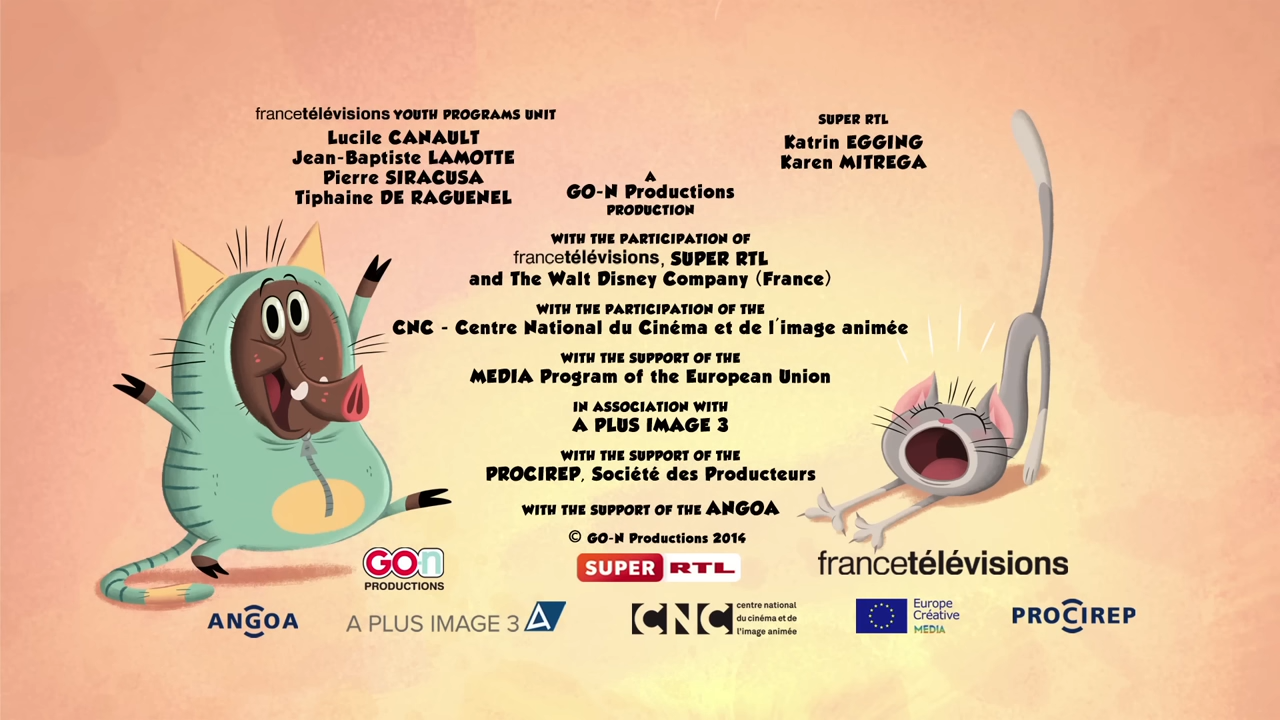 francetélévisions YOUTH PROGRAMS UNIT
Lucile CANAULT
Jean-Baptiste LAMOTTE
Pierre SIRACUSA
Tiphaine DE RAGUENEL
SUPER RTL
Katrin EGGING
Karen MITREGA
A
GO-N Productions
PRODUCTION
WITH THE PARTICIPATION OF
francetélévisions, SUPER RTL
and The Walt Disney Company (France)
WITH THE PARTICIPATION OF THE
CNC - Centre National du Cinéma et de l'image animée
WITH THE SUPPORT OF THE
MEDIA Program of the European Union
IN ASSOCIATION WITH
A PLUS IMAGE 3
WITH THE SUPPORT OF THE
PROCIREP, Société des Producteurs
WITH THE SUPPORT OF THE ANGOA
© GO-N Productions 2014
GO-n
PRODUCTIONS
SUPER RTL
francetélévisions
ANGOA
A PLUS IMAGE 3 A
CNC
centre national
du cinéma et de
l'image animée
Europe
Créative
MEDIA
PROCIREP